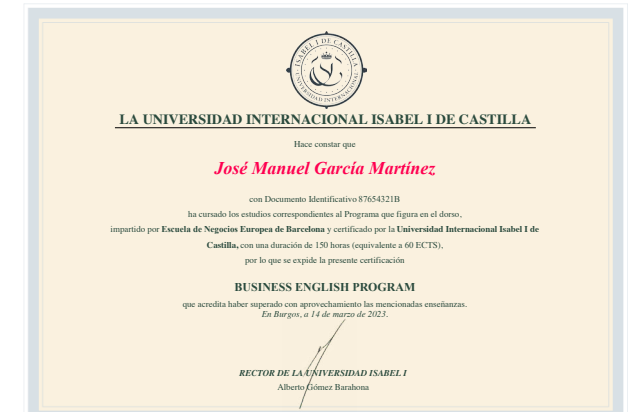 ISABEL I DE CASTILLA
UNIVERSIDAD INTERNACIONAL
LA UNIVERSIDAD INTERNACIONAL ISABEL I DE CASTILLA
Hace constar que
José Manuel García Martínez
con Documento Identificativo 87654321B
ha cursado los estudios correspondientes al Programa que figura en el dorso,
impartido por Escuela de Negocios Europea de Barcelona y certificado por la Universidad Internacional Isabel I de
Castilla, con una duración de 150 horas (equivalente a 60 ECTS),
por lo que se expide la presente certificación
BUSINESS ENGLISH PROGRAM
que acredita haber superado con aprovechamiento las mencionadas enseñanzas.
En Burgos, a 14 de marzo de 2023.
RECTOR DE LA UNIVERSIDAD ISABEL I
Alberto Gómez Barahona